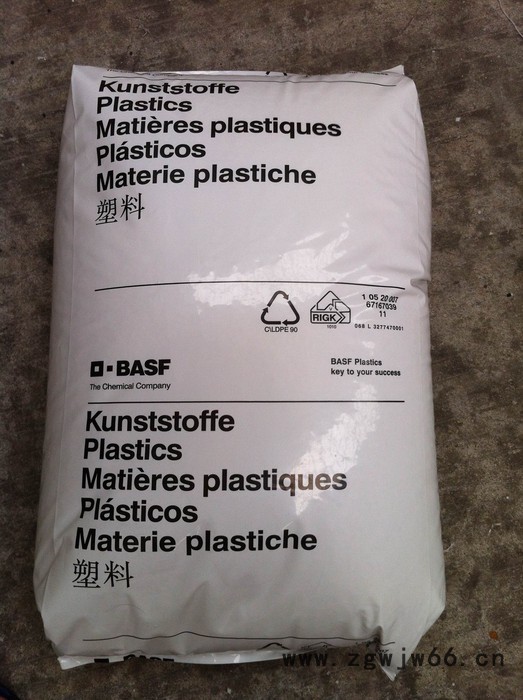 Kunststoffe
Plastics
Matières plastiques
Plásticos
Materie plastiche
塑料
C\LDPE 90
RIGK
1610
1 05 20 007
67167039
11
068 L 3277470001
BASF
The Chemical Company
BASF Plastics
key to your success
Kunststoffe
Plastics
Matières plastiques
Plásticos
Materie plastiche
塑料
BASF
www.zgwjw66.cn